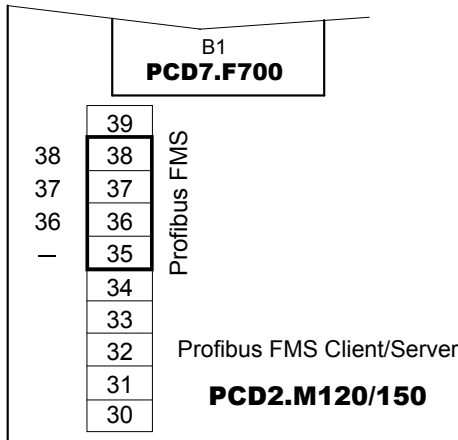 B1
PCD7.F700
39
38 38
37 37
36 36
— 35
34
33
32
31
30
Profibus FMS
Profibus FMS Client/Server
PCD2.M120/150